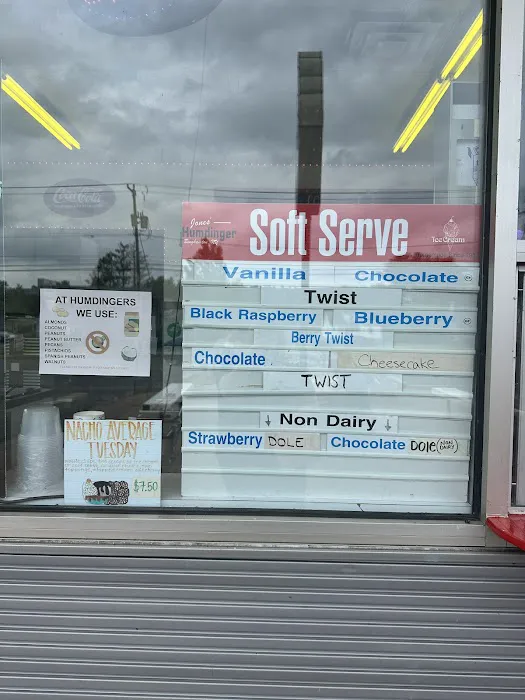 Coca-Cola
Jones'
Humdinger
Soft Serve
Ice Cream
Vanilla Chocolate
Twist
Black Raspberry Blueberry
Berry Twist
Chocolate Cheesecake
TWIST
↓ Non Dairy ↓
Strawberry DOLE Chocolate Dole (NON DAIRY)
AT HUMDINGERS
WE USE:
ALMONDS
COCONUT
PEANUTS
PEANUT BUTTER
PECANS
PISTACHIOS
SPANISH PEANUTS
WALNUTS
NACHO AVERAGE
TUESDAY
$7.50